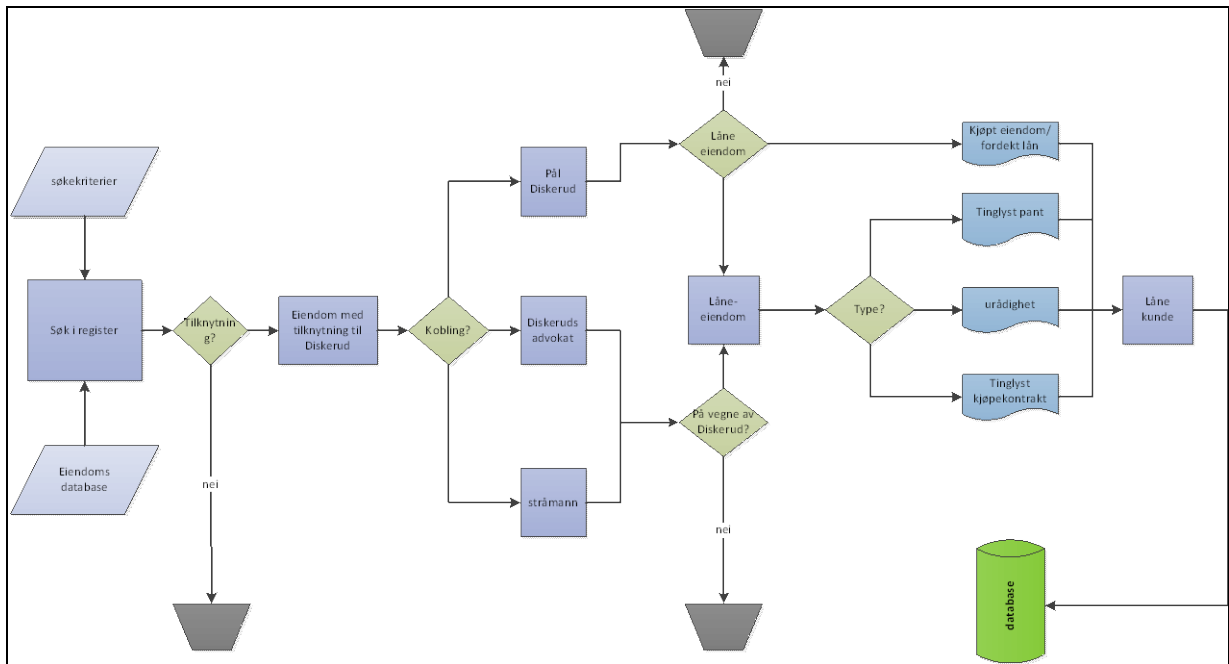 søkekriterier
Søk i register
Eiendoms
database
Tilknytnin
g?
nei
Eiendom med
tilknytning til
Diskerud
Kobling?
Pål
Diskerud
Diskeruds
advokat
stråmann
nei
Låne
eiendom
Låne-
eiendom
På vegne av
Diskerud?
nei
Type?
Kjøpt eiendom/
fordekt lån
Tinglyst pant
urådighet
Tinglyst
kjøpekontrakt
Låne
kunde
database